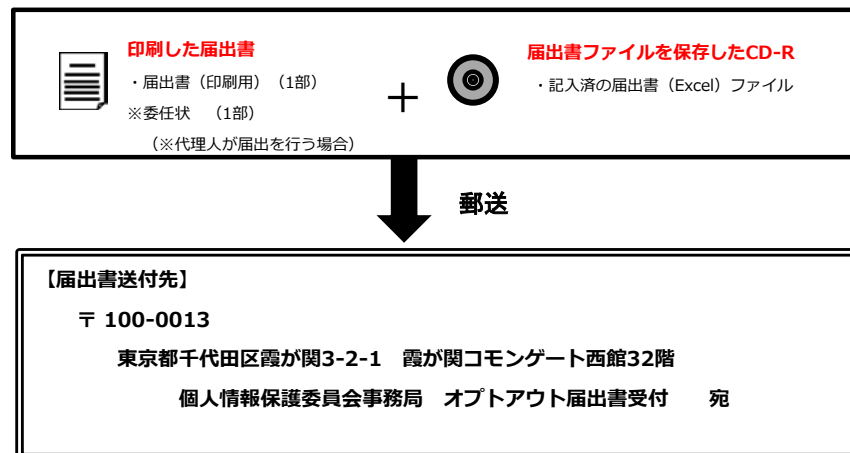 印刷した届出書
・届出書（印刷用）（1部）
※委任状　（1部）
（※代理人が届出を行う場合）
＋
届出書ファイルを保存したCD-R
・記入済の届出書（Excel）ファイル
郵送
【届出書送付先】
〒 100-0013
東京都千代田区霞が関3-2-1　霞が関コモンゲート西館32階
個人情報保護委員会事務局　オプトアウト届出書受付　　宛